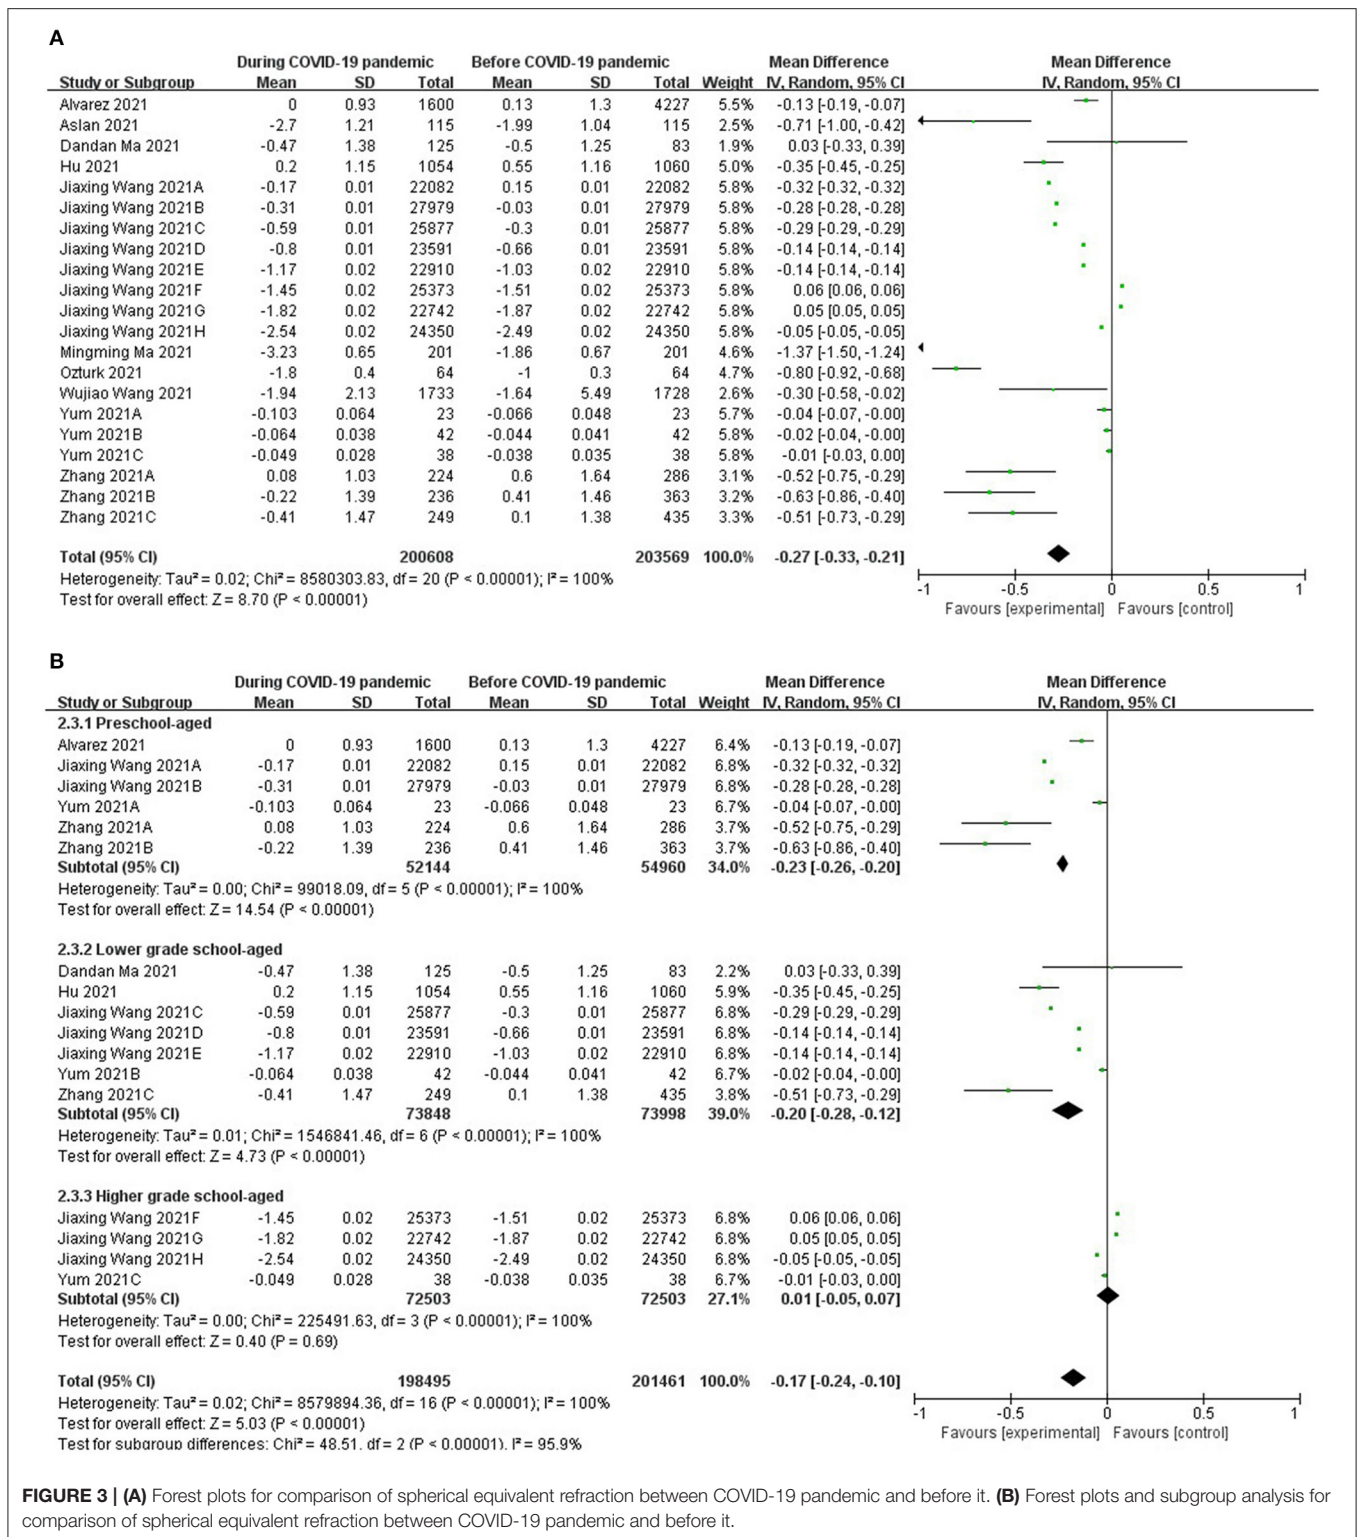 A
During COVID-19 pandemic Before COVID-19 pandemic Mean Difference Mean Difference
Study or Subgroup Mean SD Total Mean SD Total Weight IV, Random, 95% CI IV, Random, 95% CI
Alvarez 2021 0 0.93 1600 0.13 1.3 4227 5.5% -0.13 [-0.19, -0.07]
Aslan 2021 -2.7 1.21 115 -1.99 1.04 115 2.5% -0.71 [-1.00, -0.42]
Dandan Ma 2021 -0.47 1.38 125 -0.5 1.25 83 1.9% 0.03 [-0.33, 0.39]
Hu 2021 0.2 1.15 1054 0.55 1.16 1060 5.0% -0.35 [-0.45, -0.25]
Jiaxing Wang 2021A -0.17 0.01 22082 0.15 0.01 22082 5.8% -0.32 [-0.32, -0.32]
Jiaxing Wang 2021B -0.31 0.01 27979 -0.03 0.01 27979 5.8% -0.28 [-0.28, -0.28]
Jiaxing Wang 2021C -0.59 0.01 25877 -0.3 0.01 25877 5.8% -0.29 [-0.29, -0.29]
Jiaxing Wang 2021D -0.8 0.01 23591 -0.66 0.01 23591 5.8% -0.14 [-0.14, -0.14]
Jiaxing Wang 2021E -1.17 0.02 22910 -1.03 0.02 22910 5.8% -0.14 [-0.14, -0.14]
Jiaxing Wang 2021F -1.45 0.02 25373 -1.51 0.02 25373 5.8% 0.06 [0.06, 0.06]
Jiaxing Wang 2021G -1.82 0.02 22742 -1.87 0.02 22742 5.8% 0.05 [0.05, 0.05]
Jiaxing Wang 2021H -2.54 0.02 24350 -2.49 0.02 24350 5.8% -0.05 [-0.05, -0.05]
Mingming Ma 2021 -3.23 0.65 201 -1.86 0.67 201 4.6% -1.37 [-1.50, -1.24]
Ozturk 2021 -1.8 0.4 64 -1 0.3 64 4.7% -0.80 [-0.92, -0.68]
Wujiao Wang 2021 -1.94 2.13 1733 -1.64 5.49 1728 2.6% -0.30 [-0.58, -0.02]
Yum 2021A -0.103 0.064 23 -0.066 0.048 23 5.7% -0.04 [-0.07, -0.00]
Yum 2021B -0.064 0.038 42 -0.044 0.041 42 5.8% -0.02 [-0.04, -0.00]
Yum 2021C -0.049 0.028 38 -0.038 0.035 38 5.8% -0.01 [-0.03, 0.00]
Zhang 2021A 0.08 1.03 224 0.6 1.64 286 3.1% -0.52 [-0.75, -0.29]
Zhang 2021B -0.22 1.39 236 0.41 1.46 363 3.2% -0.63 [-0.86, -0.40]
Zhang 2021C -0.41 1.47 249 0.1 1.38 435 3.3% -0.51 [-0.73, -0.29]
Total (95% CI) 200608 203569 100.0% -0.27 [-0.33, -0.21]
Heterogeneity: Tau² = 0.02; Chi² = 8580303.83, df = 20 (P < 0.00001); I² = 100%
Test for overall effect: Z = 8.70 (P < 0.00001)
-1 -0.5 0 0.5 1
Favours [experimental] Favours [control]
B
During COVID-19 pandemic Before COVID-19 pandemic Mean Difference Mean Difference
Study or Subgroup Mean SD Total Mean SD Total Weight IV, Random, 95% CI IV, Random, 95% CI
2.3.1 Preschool-aged
Alvarez 2021 0 0.93 1600 0.13 1.3 4227 6.4% -0.13 [-0.19, -0.07]
Jiaxing Wang 2021A -0.17 0.01 22082 0.15 0.01 22082 6.8% -0.32 [-0.32, -0.32]
Jiaxing Wang 2021B -0.31 0.01 27979 -0.03 0.01 27979 6.8% -0.28 [-0.28, -0.28]
Yum 2021A -0.103 0.064 23 -0.066 0.048 23 6.7% -0.04 [-0.07, -0.00]
Zhang 2021A 0.08 1.03 224 0.6 1.64 286 3.7% -0.52 [-0.75, -0.29]
Zhang 2021B -0.22 1.39 236 0.41 1.46 363 3.7% -0.63 [-0.86, -0.40]
Subtotal (95% CI) 52144 54960 34.0% -0.23 [-0.26, -0.20]
Heterogeneity: Tau² = 0.00; Chi² = 99018.09, df = 5 (P < 0.00001); I² = 100%
Test for overall effect: Z = 14.54 (P < 0.00001)
2.3.2 Lower grade school-aged
Dandan Ma 2021 -0.47 1.38 125 -0.5 1.25 83 2.2% 0.03 [-0.33, 0.39]
Hu 2021 0.2 1.15 1054 0.55 1.16 1060 5.9% -0.35 [-0.45, -0.25]
Jiaxing Wang 2021C -0.59 0.01 25877 -0.3 0.01 25877 6.8% -0.29 [-0.29, -0.29]
Jiaxing Wang 2021D -0.8 0.01 23591 -0.66 0.01 23591 6.8% -0.14 [-0.14, -0.14]
Jiaxing Wang 2021E -1.17 0.02 22910 -1.03 0.02 22910 6.8% -0.14 [-0.14, -0.14]
Yum 2021B -0.064 0.038 42 -0.044 0.041 42 6.7% -0.02 [-0.04, -0.00]
Zhang 2021C -0.41 1.47 249 0.1 1.38 435 3.8% -0.51 [-0.73, -0.29]
Subtotal (95% CI) 73848 73998 39.0% -0.20 [-0.28, -0.12]
Heterogeneity: Tau² = 0.01; Chi² = 1546841.46, df = 6 (P < 0.00001); I² = 100%
Test for overall effect: Z = 4.73 (P < 0.00001)
2.3.3 Higher grade school-aged
Jiaxing Wang 2021F -1.45 0.02 25373 -1.51 0.02 25373 6.8% 0.06 [0.06, 0.06]
Jiaxing Wang 2021G -1.82 0.02 22742 -1.87 0.02 22742 6.8% 0.05 [0.05, 0.05]
Jiaxing Wang 2021H -2.54 0.02 24350 -2.49 0.02 24350 6.8% -0.05 [-0.05, -0.05]
Yum 2021C -0.049 0.028 38 -0.038 0.035 38 6.7% -0.01 [-0.03, 0.00]
Subtotal (95% CI) 72503 72503 27.1% 0.01 [-0.05, 0.07]
Heterogeneity: Tau² = 0.00; Chi² = 225491.63, df = 3 (P < 0.00001); I² = 100%
Test for overall effect: Z = 0.40 (P = 0.69)
Total (95% CI) 198495 201461 100.0% -0.17 [-0.24, -0.10]
Heterogeneity: Tau² = 0.02; Chi² = 8579894.36, df = 16 (P < 0.00001); I² = 100%
Test for overall effect: Z = 5.03 (P < 0.00001)
Test for subgroup differences: Chi² = 48.51, df = 2 (P < 0.00001), I² = 95.9%
-1 -0.5 0 0.5 1
Favours [experimental] Favours [control]
FIGURE 3 | (A) Forest plots for comparison of spherical equivalent refraction between COVID-19 pandemic and before it. (B) Forest plots and subgroup analysis for
comparison of spherical equivalent refraction between COVID-19 pandemic and before it.